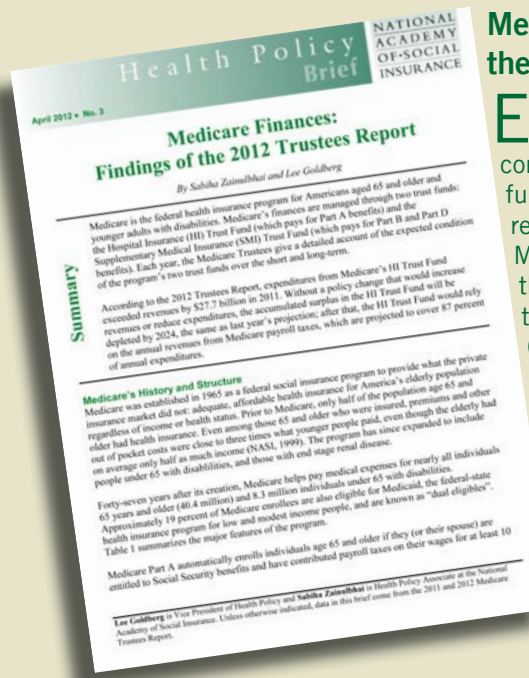 Health Policy
Brief
NATIONAL
ACADEMY
OF·SOCIAL
INSURANCE
April 2012 • No. 3
Medicare Finances:
Findings of the 2012 Trustees Report
By Sabiha Zainulbhai and Lee Goldberg
Summary
Medicare is the federal health insurance program for Americans aged 65 and older and
younger adults with disabilities. Medicare's finances are managed through two trust funds:
the Hospital Insurance (HI) Trust Fund (which pays for Part A benefits) and the
Supplementary Medical Insurance (SMI) Trust Fund (which pays for Part B and Part D
benefits). Each year, the Medicare Trustees give a detailed account of the expected condition
of the program's two trust funds over the short and long-term.
According to the 2012 Trustees Report, expenditures from Medicare's HI Trust Fund
exceeded revenues by $27.7 billion in 2011. Without a policy change that would increase
revenues or reduce expenditures, the accumulated surplus in the HI Trust Fund will be
depleted by 2024, the same as last year's projection; after that, the HI Trust Fund would rely
on the annual revenues from Medicare payroll taxes, which are projected to cover 87 percent
of annual expenditures.
Medicare's History and Structure
Medicare was established in 1965 as a federal social insurance program to provide what the private
insurance market did not: adequate, affordable health insurance for America's elderly population
regardless of income or health status. Prior to Medicare, only half of the population age 65 and
older had health insurance. Even among those 65 and older who were insured, premiums and other
out of pocket costs were close to three times what younger people paid, even though the elderly had
on average only half as much income (NASI, 1999). The program has since expanded to include
people under 65 with disablilities, and those with end stage renal disease.
Forty-seven years after its creation, Medicare helps pay medical expenses for nearly all individuals
65 years and older (40.4 million) and 8.3 million individuals under 65 with disabilities.
Approximately 19 percent of Medicare enrollees are also eligible for Medicaid, the federal-state
health insurance program for low and modest income people, and are known as "dual eligibles".
Table 1 summarizes the major features of the program.
Medicare Part A automatically enrolls individuals age 65 and older if they (or their spouse) are
entitled to Social Security benefits and have contributed payroll taxes on their wages for at least 10
Lee Goldberg is Vice President of Health Policy and Sabiha Zainulbhai is Health Policy Associate at the National
Academy of Social Insurance. Unless otherwise indicated, data in this brief come from the 2011 and 2012 Medicare
Trustees Report.
Me
the
E
con
fu
re
M
t
t